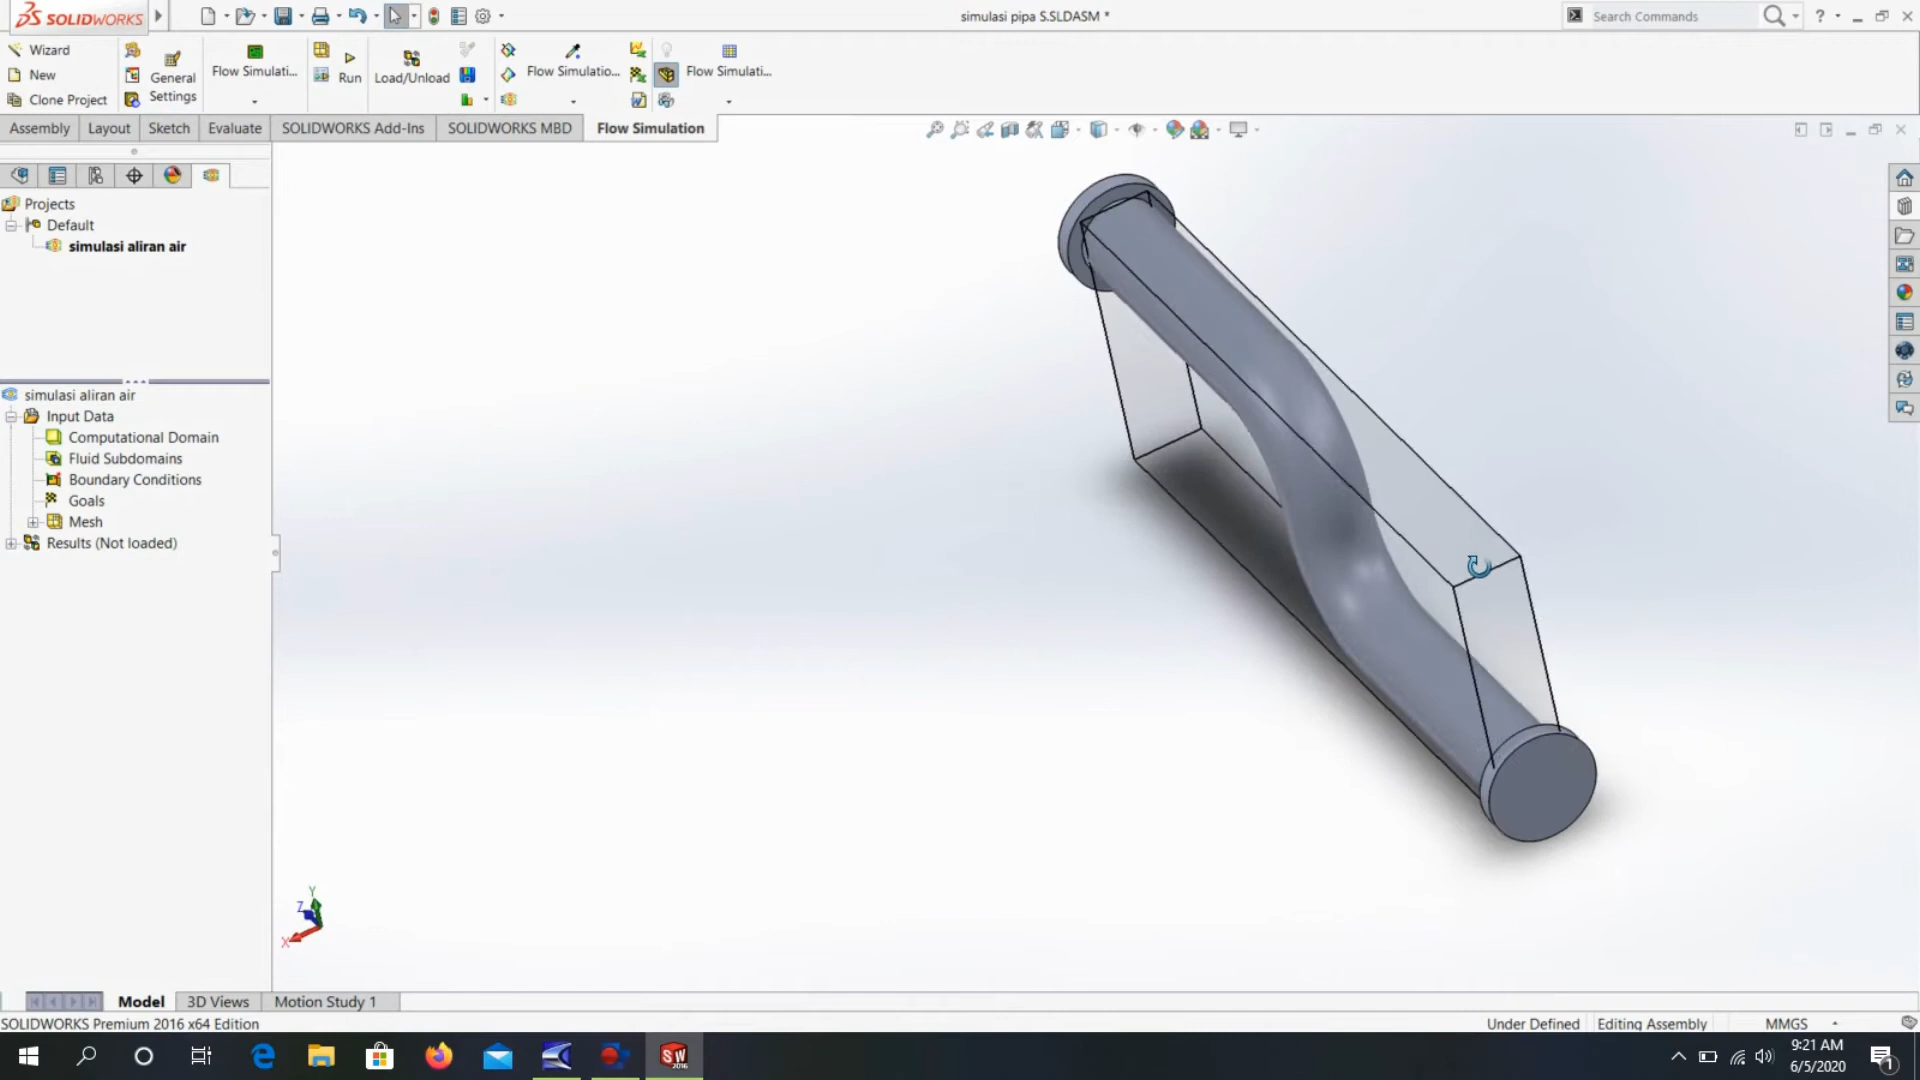 SOLIDWORKS
simulasi pipa S.SLDASM *
Search Commands
?
Wizard
New
Clone Project
General
Settings
Flow Simulati...
Run
Load/Unload
Flow Simulatio...
Flow Simulati...
Assembly
Layout
Sketch
Evaluate
SOLIDWORKS Add-Ins
SOLIDWORKS MBD
Flow Simulation
Projects
Default
simulasi aliran air
simulasi aliran air
Input Data
Computational Domain
Fluid Subdomains
Boundary Conditions
Goals
Mesh
Results (Not loaded)
Y
Z
X
Model
3D Views
Motion Study 1
SOLIDWORKS Premium 2016 x64 Edition
Under Defined
Editing Assembly
MMGS
SW
2016
9:21 AM
6/5/2020
1